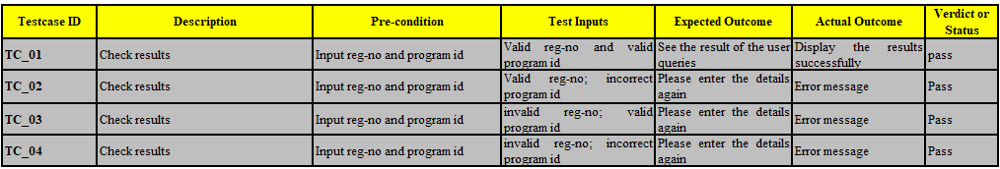 Testcase ID Description Pre-condition Test Inputs Expected Outcome Actual Outcome Verdict or
Status
TC_01 Check results Input reg-no and program id Valid reg-no and valid See the result of the user Display the results pass
program id queries successfully
TC_02 Check results Input reg-no and program id Valid reg-no; incorrect Please enter the details Error message Pass
program id again
TC_03 Check results Input reg-no and program id invalid reg-no; valid Please enter the details Error message Pass
program id again
TC_04 Check results Input reg-no and program id invalid reg-no; incorrect Please enter the details Error message Pass
program id again